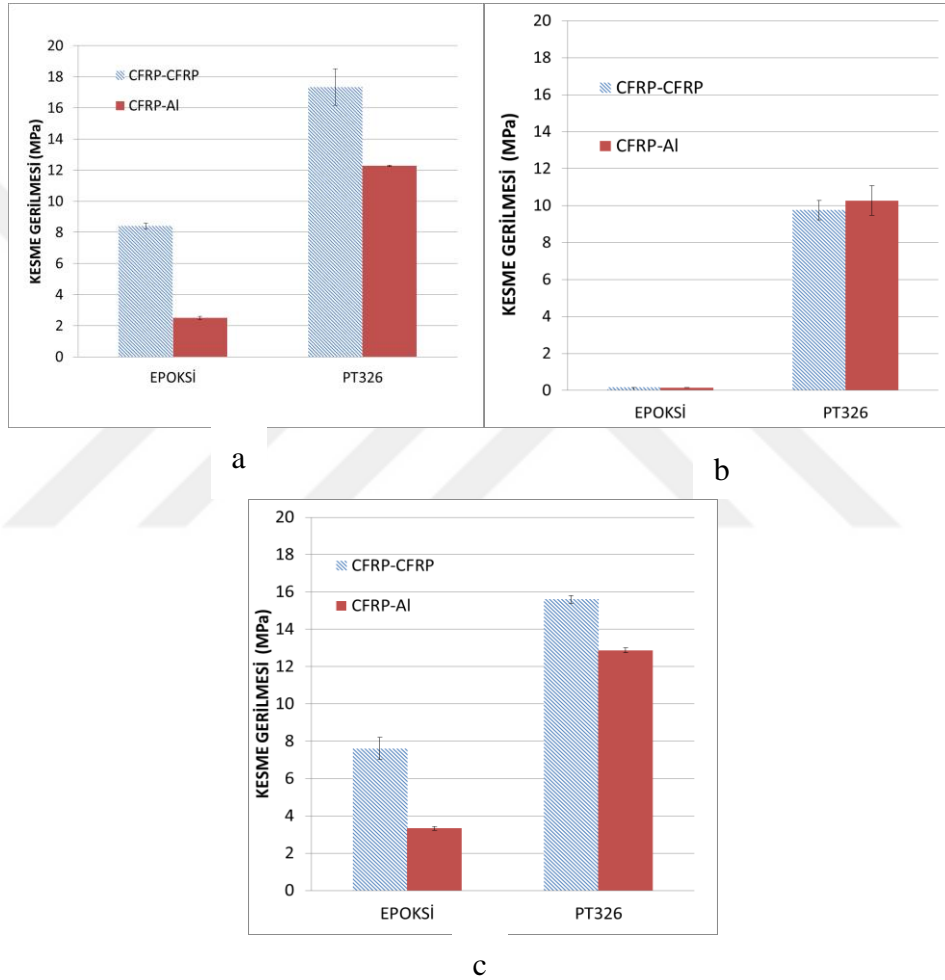 KESME GERİLMESİ (MPa)
20
18
16
14
12
10
8
6
4
2
0
CFRP-CFRP
CFRP-Al
EPOKSİ PT326
a
KESME GERİLMESİ (MPa)
20
18
16
14
12
10
8
6
4
2
0
CFRP-CFRP
CFRP-Al
EPOKSİ PT326
b
KESME GERİLMESİ (MPa)
20
18
16
14
12
10
8
6
4
2
0
CFRP-CFRP
CFRP-Al
EPOKSİ PT326
c